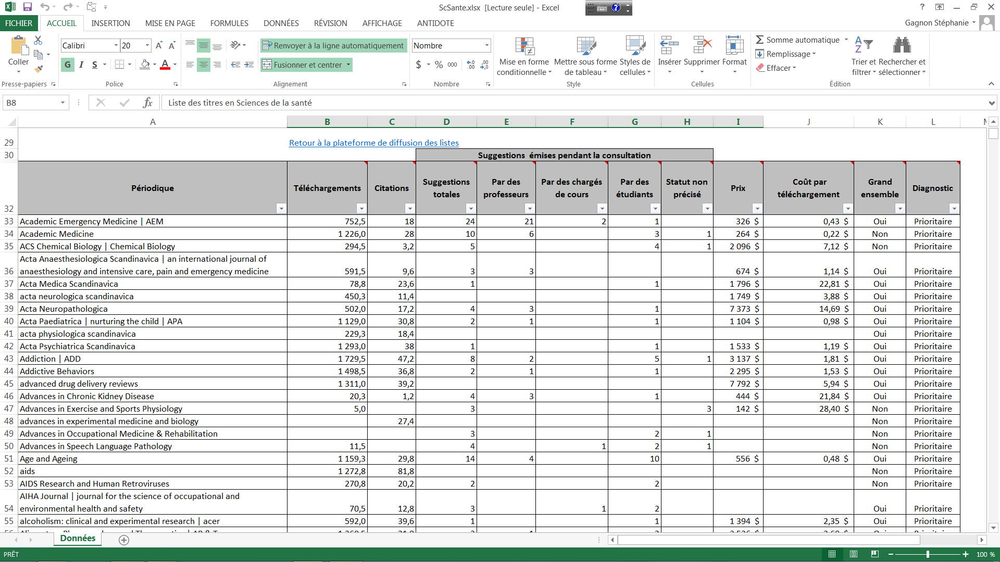 ScSante.xlsx [Lecture seule] - Excel
FICHIER ACCUEIL INSERTION MISE EN PAGE FORMULES DONNÉES RÉVISION AFFICHAGE ANTIDOTE Gagnon Stéphanie
Coller
Presse-papiers
Calibri 20
G I S A
Police
Renvoyer à la ligne automatiquement
Fusionner et centrer
Alignement
Nombre
$ % 000
Nombre
Mise en forme conditionnelle
Mettre sous forme de tableau
Styles de cellules
Style
Insérer Supprimer Format
Cellules
Somme automatique
Remplissage
Effacer
Trier et filtrer
Rechercher et sélectionner
Édition
B8 fx Liste des titres en Sciences de la santé
A B C D E F G H I J K L
29 Retour à la plateforme de diffusion des listes
30 Suggestions émises pendant la consultation
32 Périodique Téléchargements Citations Suggestions totales Par des professeurs Par des chargés de cours Par des étudiants Statut non précisé Prix Coût par téléchargement Grand ensemble Diagnostic
33 Academic Emergency Medicine | AEM 752,5 18 24 21 2 1 326 $ 0,43 $ Oui Prioritaire
34 Academic Medicine 1 226,0 28 10 6 3 1 264 $ 0,22 $ Non Prioritaire
35 ACS Chemical Biology | Chemical Biology 294,5 3,2 5 4 1 2 096 $ 7,12 $ Non Prioritaire
Acta Anaesthesiologica Scandinavica | an international journal of
36 anaesthesiology and intensive care, pain and emergency medicine 591,5 9,6 3 3 674 $ 1,14 $ Oui Prioritaire
37 Acta Medica Scandinavica 78,8 23,6 1 1 1 796 $ 22,81 $ Oui Prioritaire
38 acta neurologica scandinavica 450,3 11,4 1 749 $ 3,88 $ Oui Prioritaire
39 Acta Neuropathologica 502,0 17,2 4 3 1 7 373 $ 14,69 $ Oui Prioritaire
40 Acta Paediatrica | nurturing the child | APA 1 129,0 30,8 2 1 1 1 104 $ 0,98 $ Oui Prioritaire
41 acta physiologica scandinavica 229,3 18,4 Oui Prioritaire
42 Acta Psychiatrica Scandinavica 1 293,0 38 1 1 1 533 $ 1,19 $ Oui Prioritaire
43 Addiction | ADD 1 729,5 47,2 8 2 5 1 3 137 $ 1,81 $ Oui Prioritaire
44 Addictive Behaviors 1 498,5 36,8 2 1 1 2 295 $ 1,53 $ Oui Prioritaire
45 advanced drug delivery reviews 1 311,0 39,2 7 792 $ 5,94 $ Oui Prioritaire
46 Advances in Chronic Kidney Disease 20,3 1,2 4 3 1 444 $ 21,84 $ Oui Prioritaire
47 Advances in Exercise and Sports Physiology 5,0 3 3 142 $ 28,40 $ Non Prioritaire
48 advances in experimental medicine and biology 27,4 Non Prioritaire
49 Advances in Occupational Medicine & Rehabilitation 3 2 1 Non Prioritaire
50 Advances in Speech Language Pathology 11,5 4 1 2 1 Non Prioritaire
51 Age and Ageing 1 159,3 29,8 14 4 10 556 $ 0,48 $ Oui Prioritaire
52 aids 1 272,8 81,8 Non Prioritaire
53 AIDS Research and Human Retroviruses 270,8 20,2 2 2 Non Prioritaire
AIHA Journal | journal for the science of occupational and
54 environmental health and safety 70,5 12,8 3 1 2 Oui Prioritaire
55 alcoholism: clinical and experimental research | acer 592,0 39,6 1 1 1 394 $ 2,35 $ Oui Prioritaire
Données
PRÊT 100 %